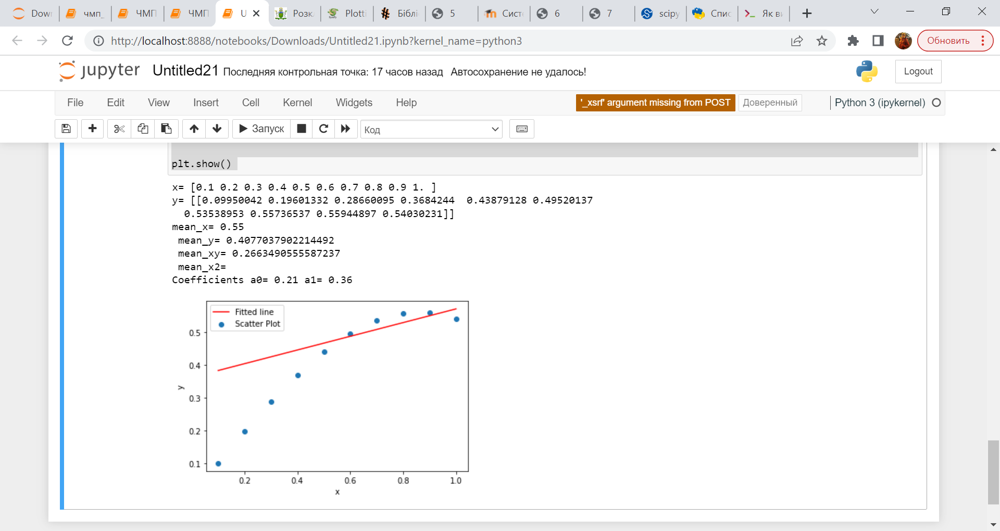 Dow чмп_ ЧМП ЧМП U Розк Plotti Біблі 5 Сист 6 7 scipy Спис Як ви
http://localhost:8888/notebooks/Downloads/Untitled21.ipynb?kernel_name=python3 Обновить
jupyter Untitled21 Последняя контрольная точка: 17 часов назад Автосохранение не удалось! Logout
File Edit View Insert Cell Kernel Widgets Help '_xsrf' argument missing from POST Доверенный Python 3 (ipykernel)
Запуск Код
plt.show()
x= [0.1 0.2 0.3 0.4 0.5 0.6 0.7 0.8 0.9 1. ]
y= [[0.09950042 0.19601332 0.28660095 0.3684244  0.43879128 0.49520137
0.53538953 0.55736537 0.55944897 0.54030231]]
mean_x= 0.55
mean_y= 0.4077037902214492
mean_xy= 0.2663490555587237
mean_x2=
Coefficients a0= 0.21 a1= 0.36
Fitted line
Scatter Plot
0.5
0.4
y
0.3
0.2
0.1
0.2 0.4 0.6 0.8 1.0
x